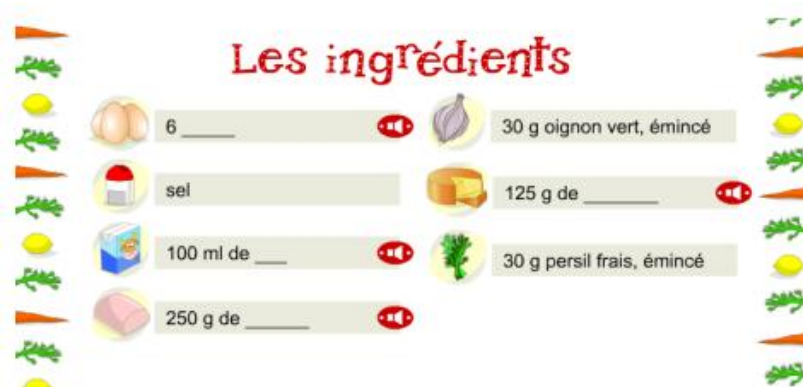 Les ingrédients
6 _____
sel
100 ml de ___
250 g de ______
30 g oignon vert, émincé
125 g de _______
30 g persil frais, émincé